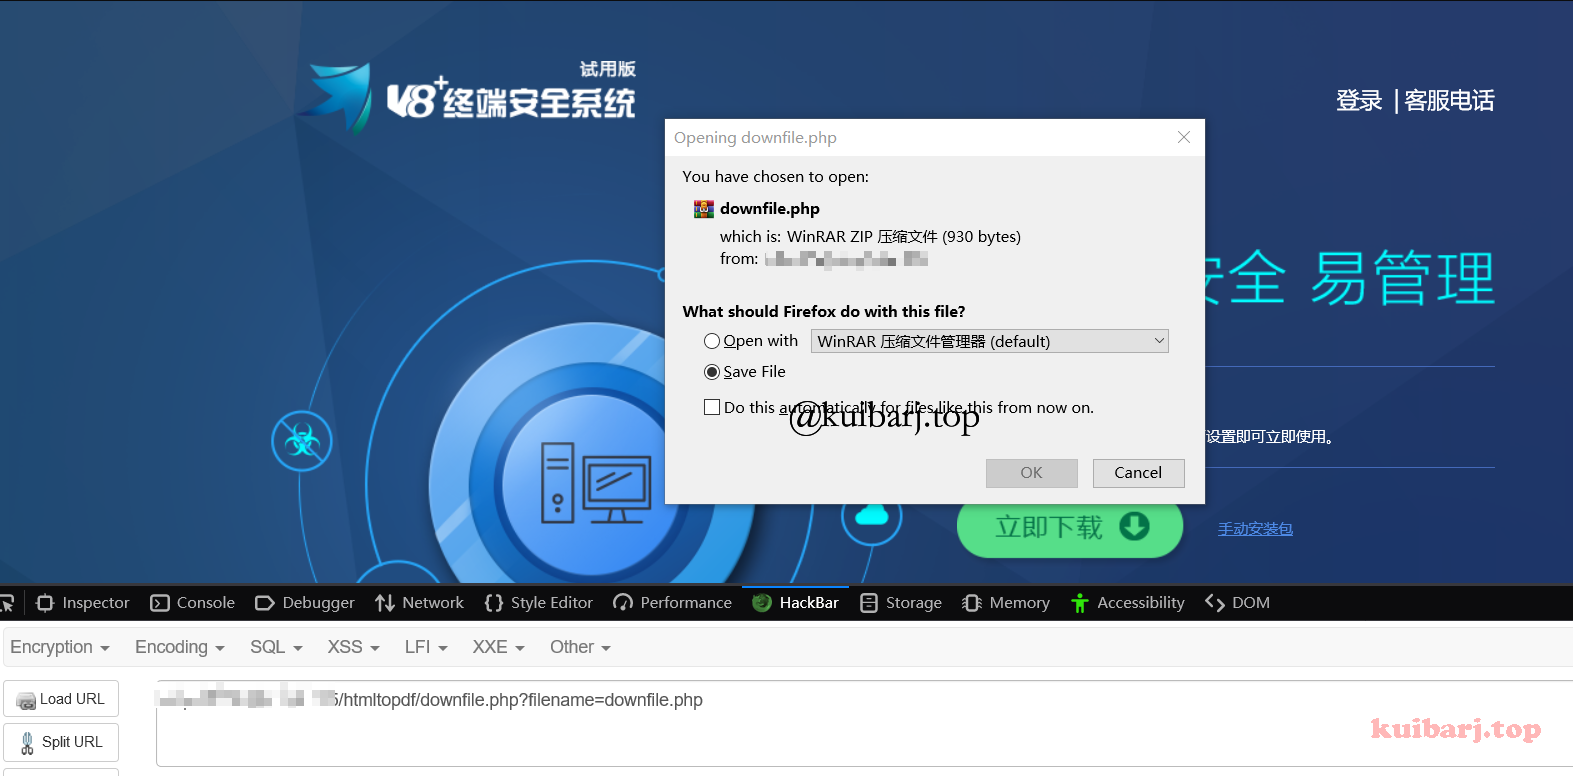 试用版
V8+终端安全系统
登录 | 客服电话
Opening downfile.php
You have chosen to open:
downfile.php
which is: WinRAR ZIP 压缩文件 (930 bytes)
from:
安全 易管理
What should Firefox do with this file?
Open with WinRAR 压缩文件管理器 (default)
Save File
Do this automatically for files like this from now on.
@kuibarj.top
设置即可立即使用。
OK Cancel
立即下载 手动安装包
Inspector Console Debugger Network Style Editor Performance HackBar Storage Memory Accessibility DOM
Encryption Encoding SQL XSS LFI XXE Other
Load URL 5/htmltopdf/downfile.php?filename=downfile.php
kuibarj.top
Split URL